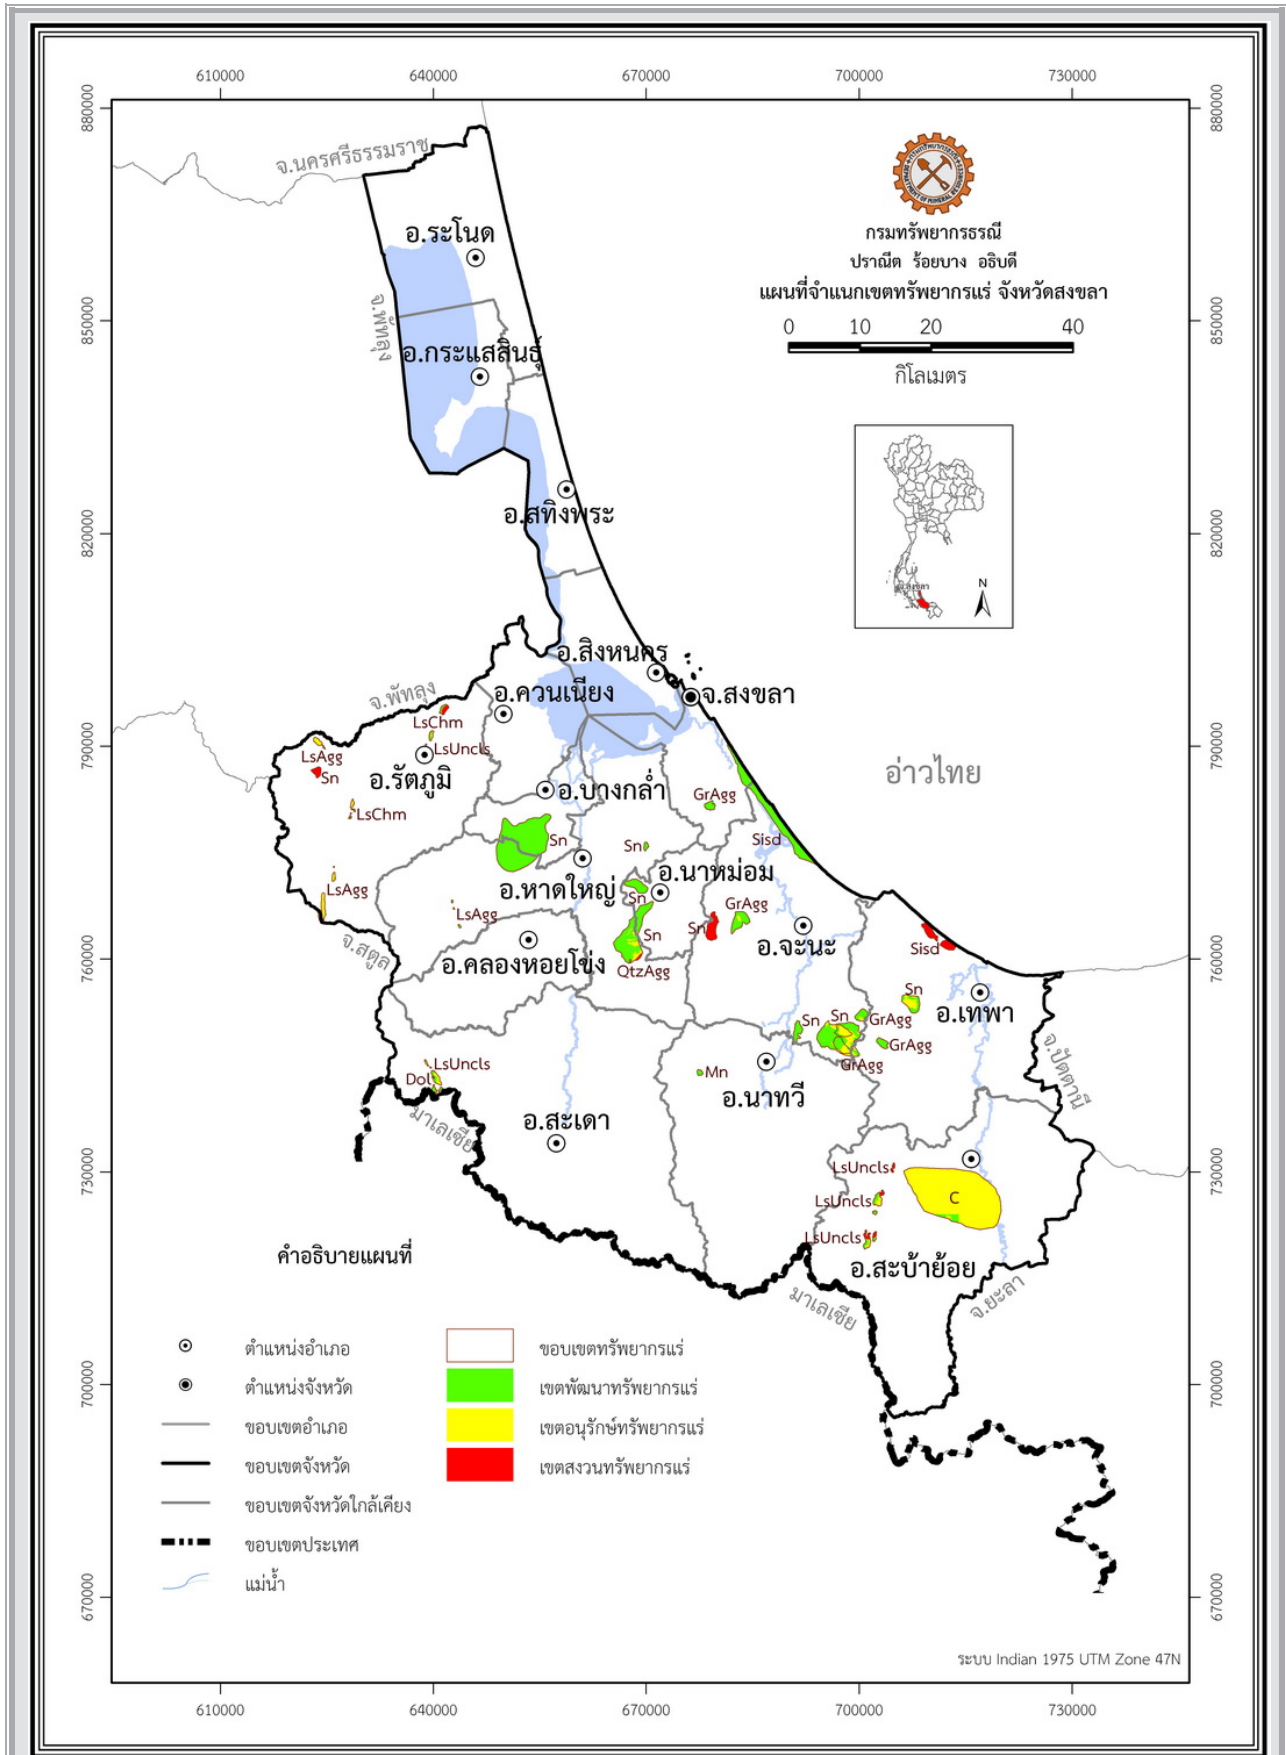 610000 640000 670000 700000 730000
880000 880000
จ.นครศรีธรรมราช
DEPARTMENT OF MINERAL RESOURCES
กรมทรัพยากรธรณี
ปราณีต ร้อยบาง อธิบดี
แผนที่จำแนกเขตทรัพยากรแร่ จังหวัดสงขลา
0 10 20 40
กิโลเมตร
อ.ระโนด
จ.พัทลุง
850000 850000
อ.กระแสสินธุ์
อ.สทิงพระ
820000 820000
N
อ.สิงหนคร
จ.สงขลา
จ.พัทลุง
อ.ควนเนียง
LsChm
LsUncls
LsAgg
Sn
790000 790000
อ.รัตภูมิ
อ่าวไทย
อ.บางกล่ำ
GrAgg
LsChm
Sn
Sn
Sisd
อ.หาดใหญ่
อ.นาหม่อม
LsAgg
Sn
GrAgg
LsAgg
Sn
Sn
อ.จะนะ
Sisd
จ.สตูล
760000 760000
อ.คลองหอยโข่ง
QtzAgg
Sn
อ.เทพา
Sn
Sn
GrAgg
GrAgg
GrAgg
จ.ปัตตานี
LsUncls
Dol
Mn
อ.นาทวี
มาเลเซีย
อ.สะเดา
730000 730000
LsUncls
C
LsUncls
LsUncls
อ.สะบ้าย้อย
มาเลเซีย
จ.ยะลา
คำอธิบายแผนที่
ตำแหน่งอำเภอ
ตำแหน่งจังหวัด
ขอบเขตอำเภอ
ขอบเขตจังหวัด
ขอบเขตจังหวัดใกล้เคียง
ขอบเขตประเทศ
แม่น้ำ
ขอบเขตทรัพยากรแร่
เขตพัฒนาทรัพยากรแร่
เขตอนุรักษ์ทรัพยากรแร่
เขตสงวนทรัพยากรแร่
700000 700000
670000 670000
ระบบ Indian 1975 UTM Zone 47N
610000 640000 670000 700000 730000